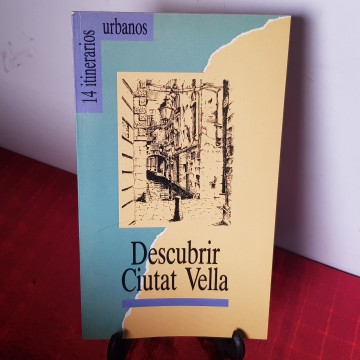 14 itinerarios
urbanos
Descubrir
Ciutat Vella